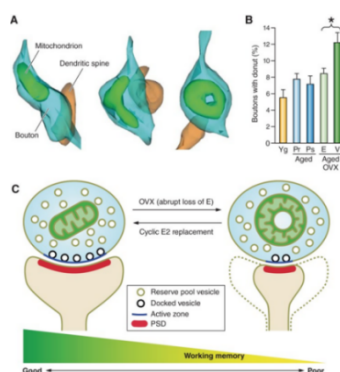 A
Mitochondrion
Dendritic spine
Bouton
B
Boutons with donut (%)
16
14
12
10
8
6
4
2
0
*
Yg Pr Ps E V
Aged Aged
OVX
C
OVX (abrupt loss of E)
Cyclic E2 replacement
Reserve pool vesicle
Docked vesicle
Active zone
PSD
Working memory
Good Poor